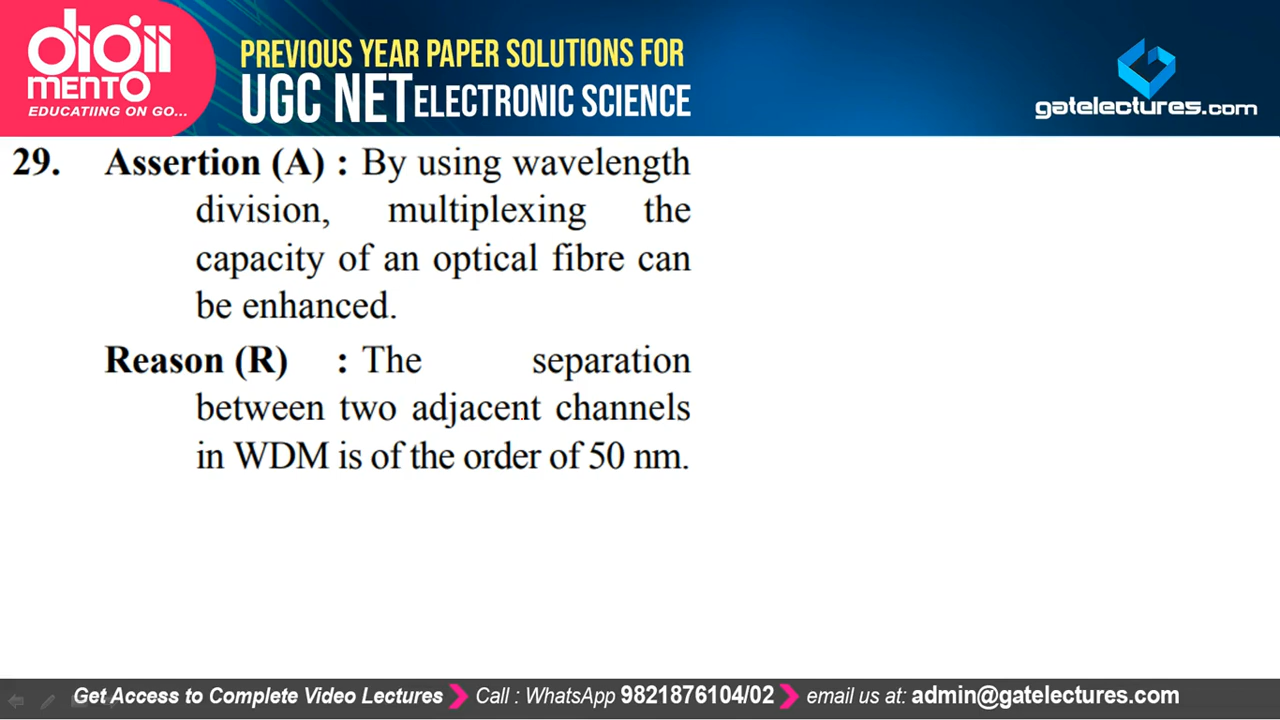 dioii
MENTO
EDUCATIING ON GO...
PREVIOUS YEAR PAPER SOLUTIONS FOR
UGC NET ELECTRONIC SCIENCE
gatelectures.com
29. Assertion (A) : By using wavelength
division, multiplexing the
capacity of an optical fibre can
be enhanced.
Reason (R) : The separation
between two adjacent channels
in WDM is of the order of 50 nm.
Get Access to Complete Video Lectures Call : WhatsApp 9821876104/02 email us at: admin@gatelectures.com